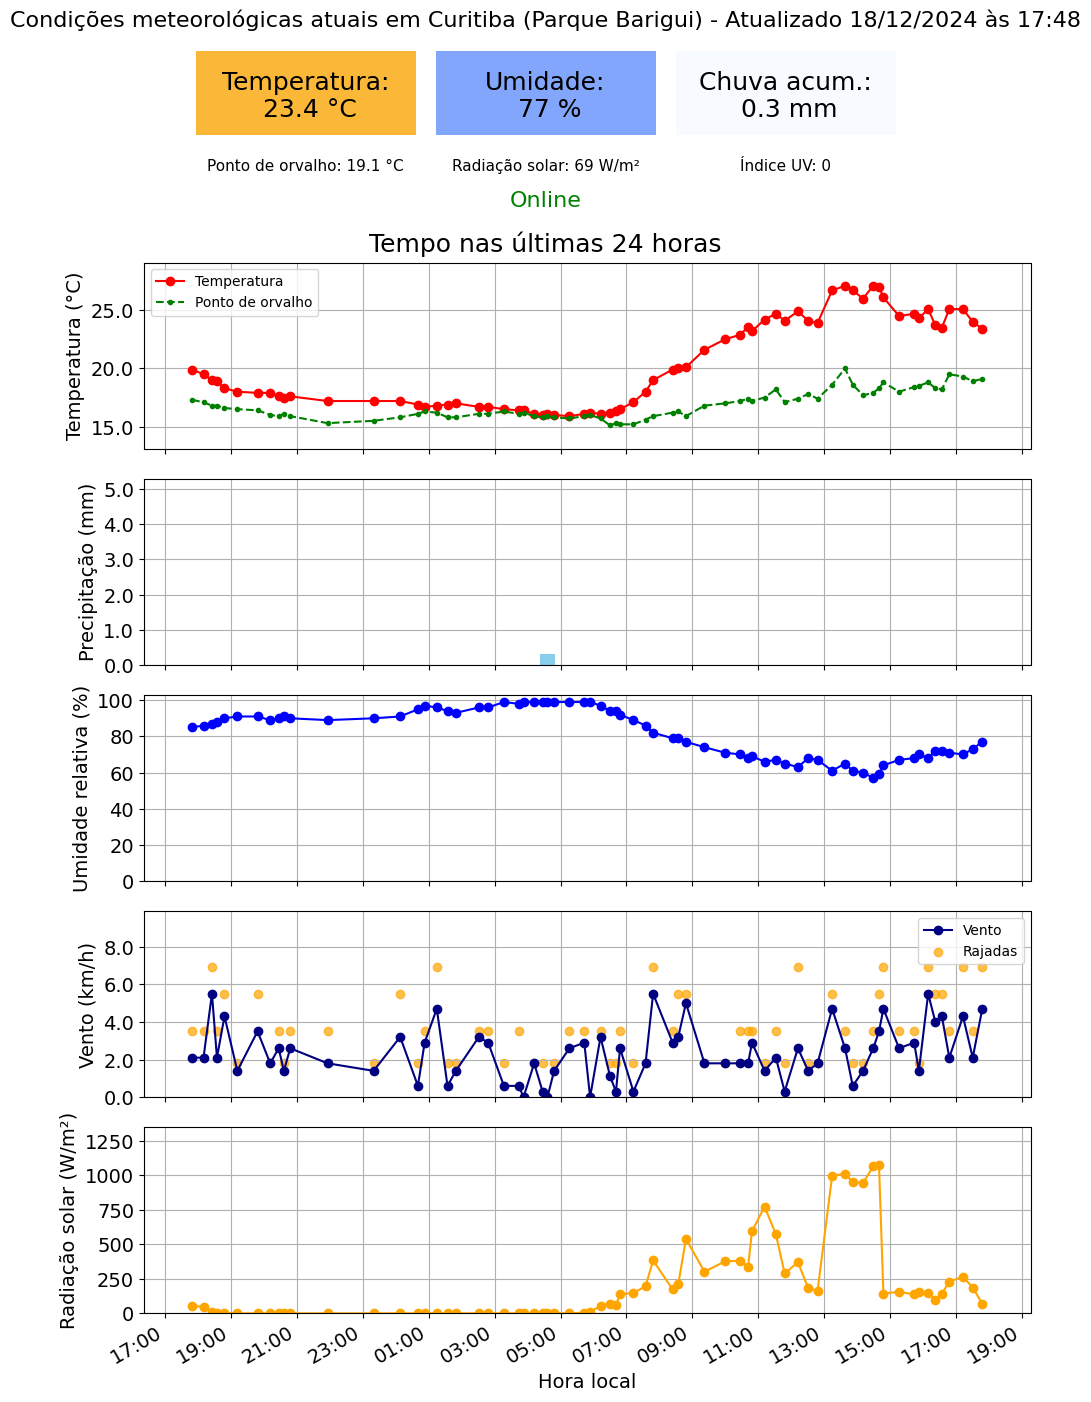 Condições meteorológicas atuais em Curitiba (Parque Barigui) - Atualizado 18/12/2024 às 17:48
Temperatura:
23.4 °C
Umidade:
77 %
Chuva acum.:
0.3 mm
Ponto de orvalho: 19.1 °C
Radiação solar: 69 W/m²
Índice UV: 0
Online
Tempo nas últimas 24 horas
Temperatura (°C)
25.0
20.0
15.0
Temperatura
Ponto de orvalho
Precipitação (mm)
5.0
4.0
3.0
2.0
1.0
0.0
Umidade relativa (%)
100
80
60
40
20
0
Vento (km/h)
8.0
6.0
4.0
2.0
0.0
Vento
Rajadas
Radiação solar (W/m²)
1250
1000
750
500
250
0
17:00 19:00 21:00 23:00 01:00 03:00 05:00 07:00 09:00 11:00 13:00 15:00 17:00 19:00
Hora local